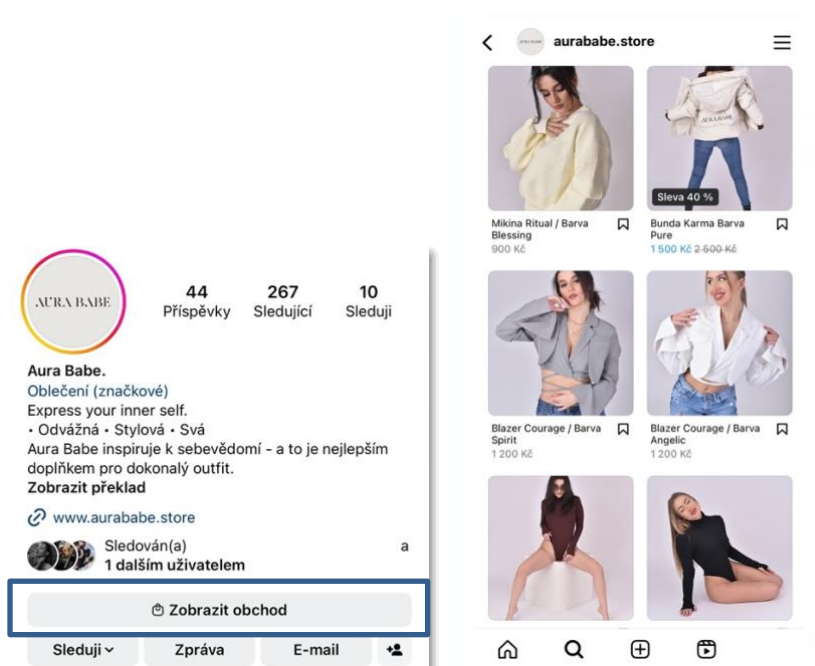 AURA BABE
44
267
10
Příspěvky
Sledující
Sleduji
Aura Babe.
Oblečení (značkové)
Express your inner self.
• Odvážná • Stylová • Svá
Aura Babe inspiruje k sebevědomí - a to je nejlepším
doplňkem pro dokonalý outfit.
Zobrazit překlad
www.aurababe.store
Sledován(a) a
1 dalším uživatelem
Zobrazit obchod
Sleduji
Zpráva
E-mail
aurababe.store
AURA BABE
Sleva 40 %
Mikina Ritual / Barva
Blessing
900 Kč
Bunda Karma Barva
Pure
1 500 Kč 2 500 Kč
Blazer Courage / Barva
Spirit
1 200 Kč
Blazer Courage / Barva
Angelic
1 200 Kč